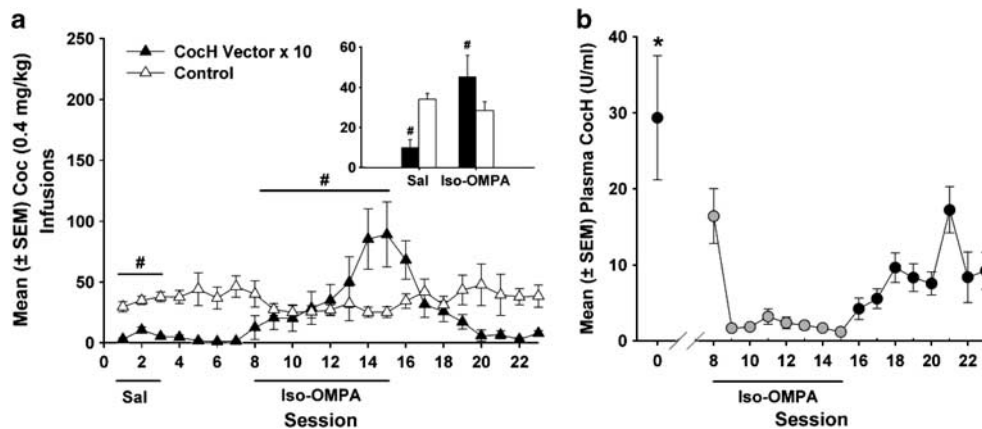 a
250
200
150
100
50
0
Mean (± SEM) Coc (0.4 mg/kg)
Infusions
CocH Vector x 10
Control
60
40
20
0
#
#
Sal Iso-OMPA
#
#
0 2 4 6 8 10 12 14 16 18 20 22
Sal
Iso-OMPA
Session
b
40
30
20
10
0
Mean (± SEM) Plasma CocH (U/ml)
*
0 8 10 12 14 16 18 20 22
Iso-OMPA
Session